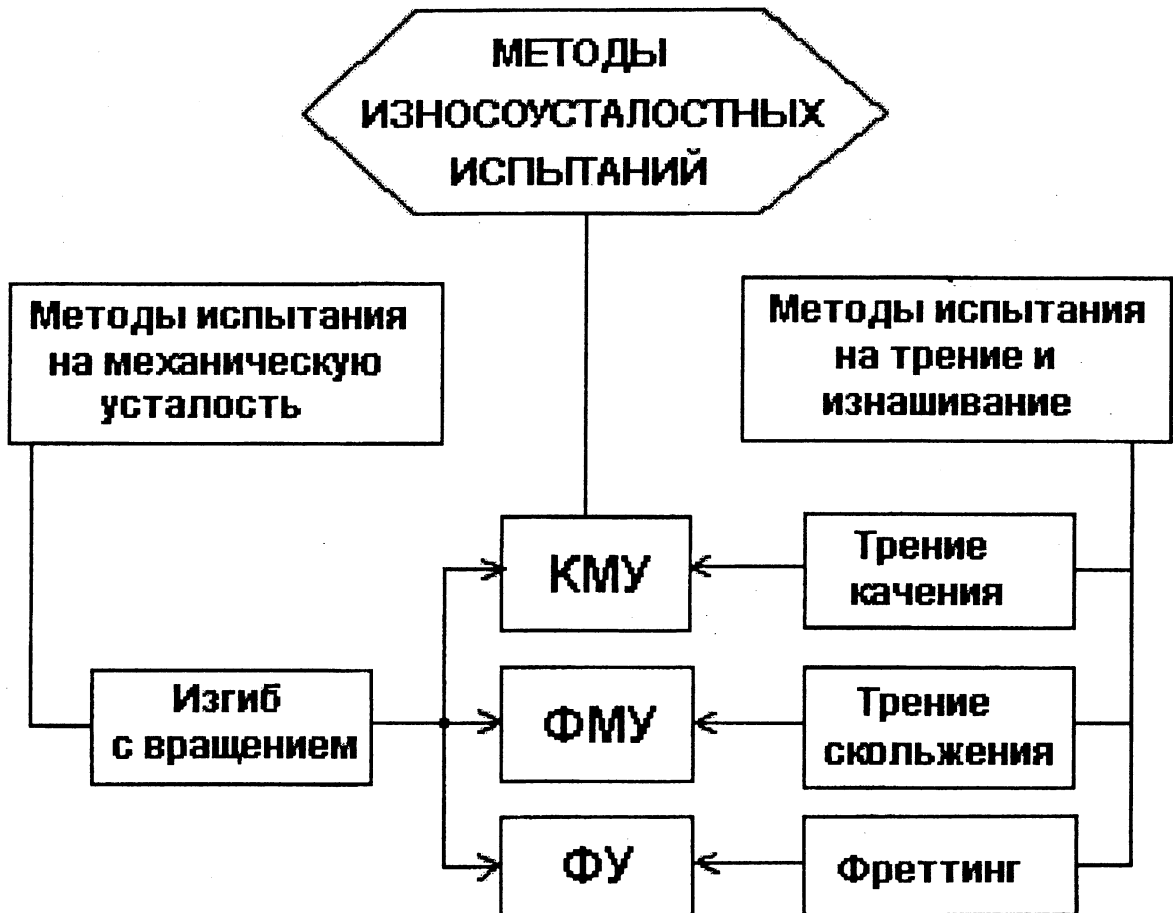 МЕТОДЫ
ИЗНОСОУСТАЛОСТНЫХ
ИСПЫТАНИЙ
Методы испытания
на механическую
усталость
Методы испытания
на трение и
изнашивание
КМУ
Трение
качения
Изгиб
с вращением
ФМУ
Трение
скольжения
ФУ
Фреттинг